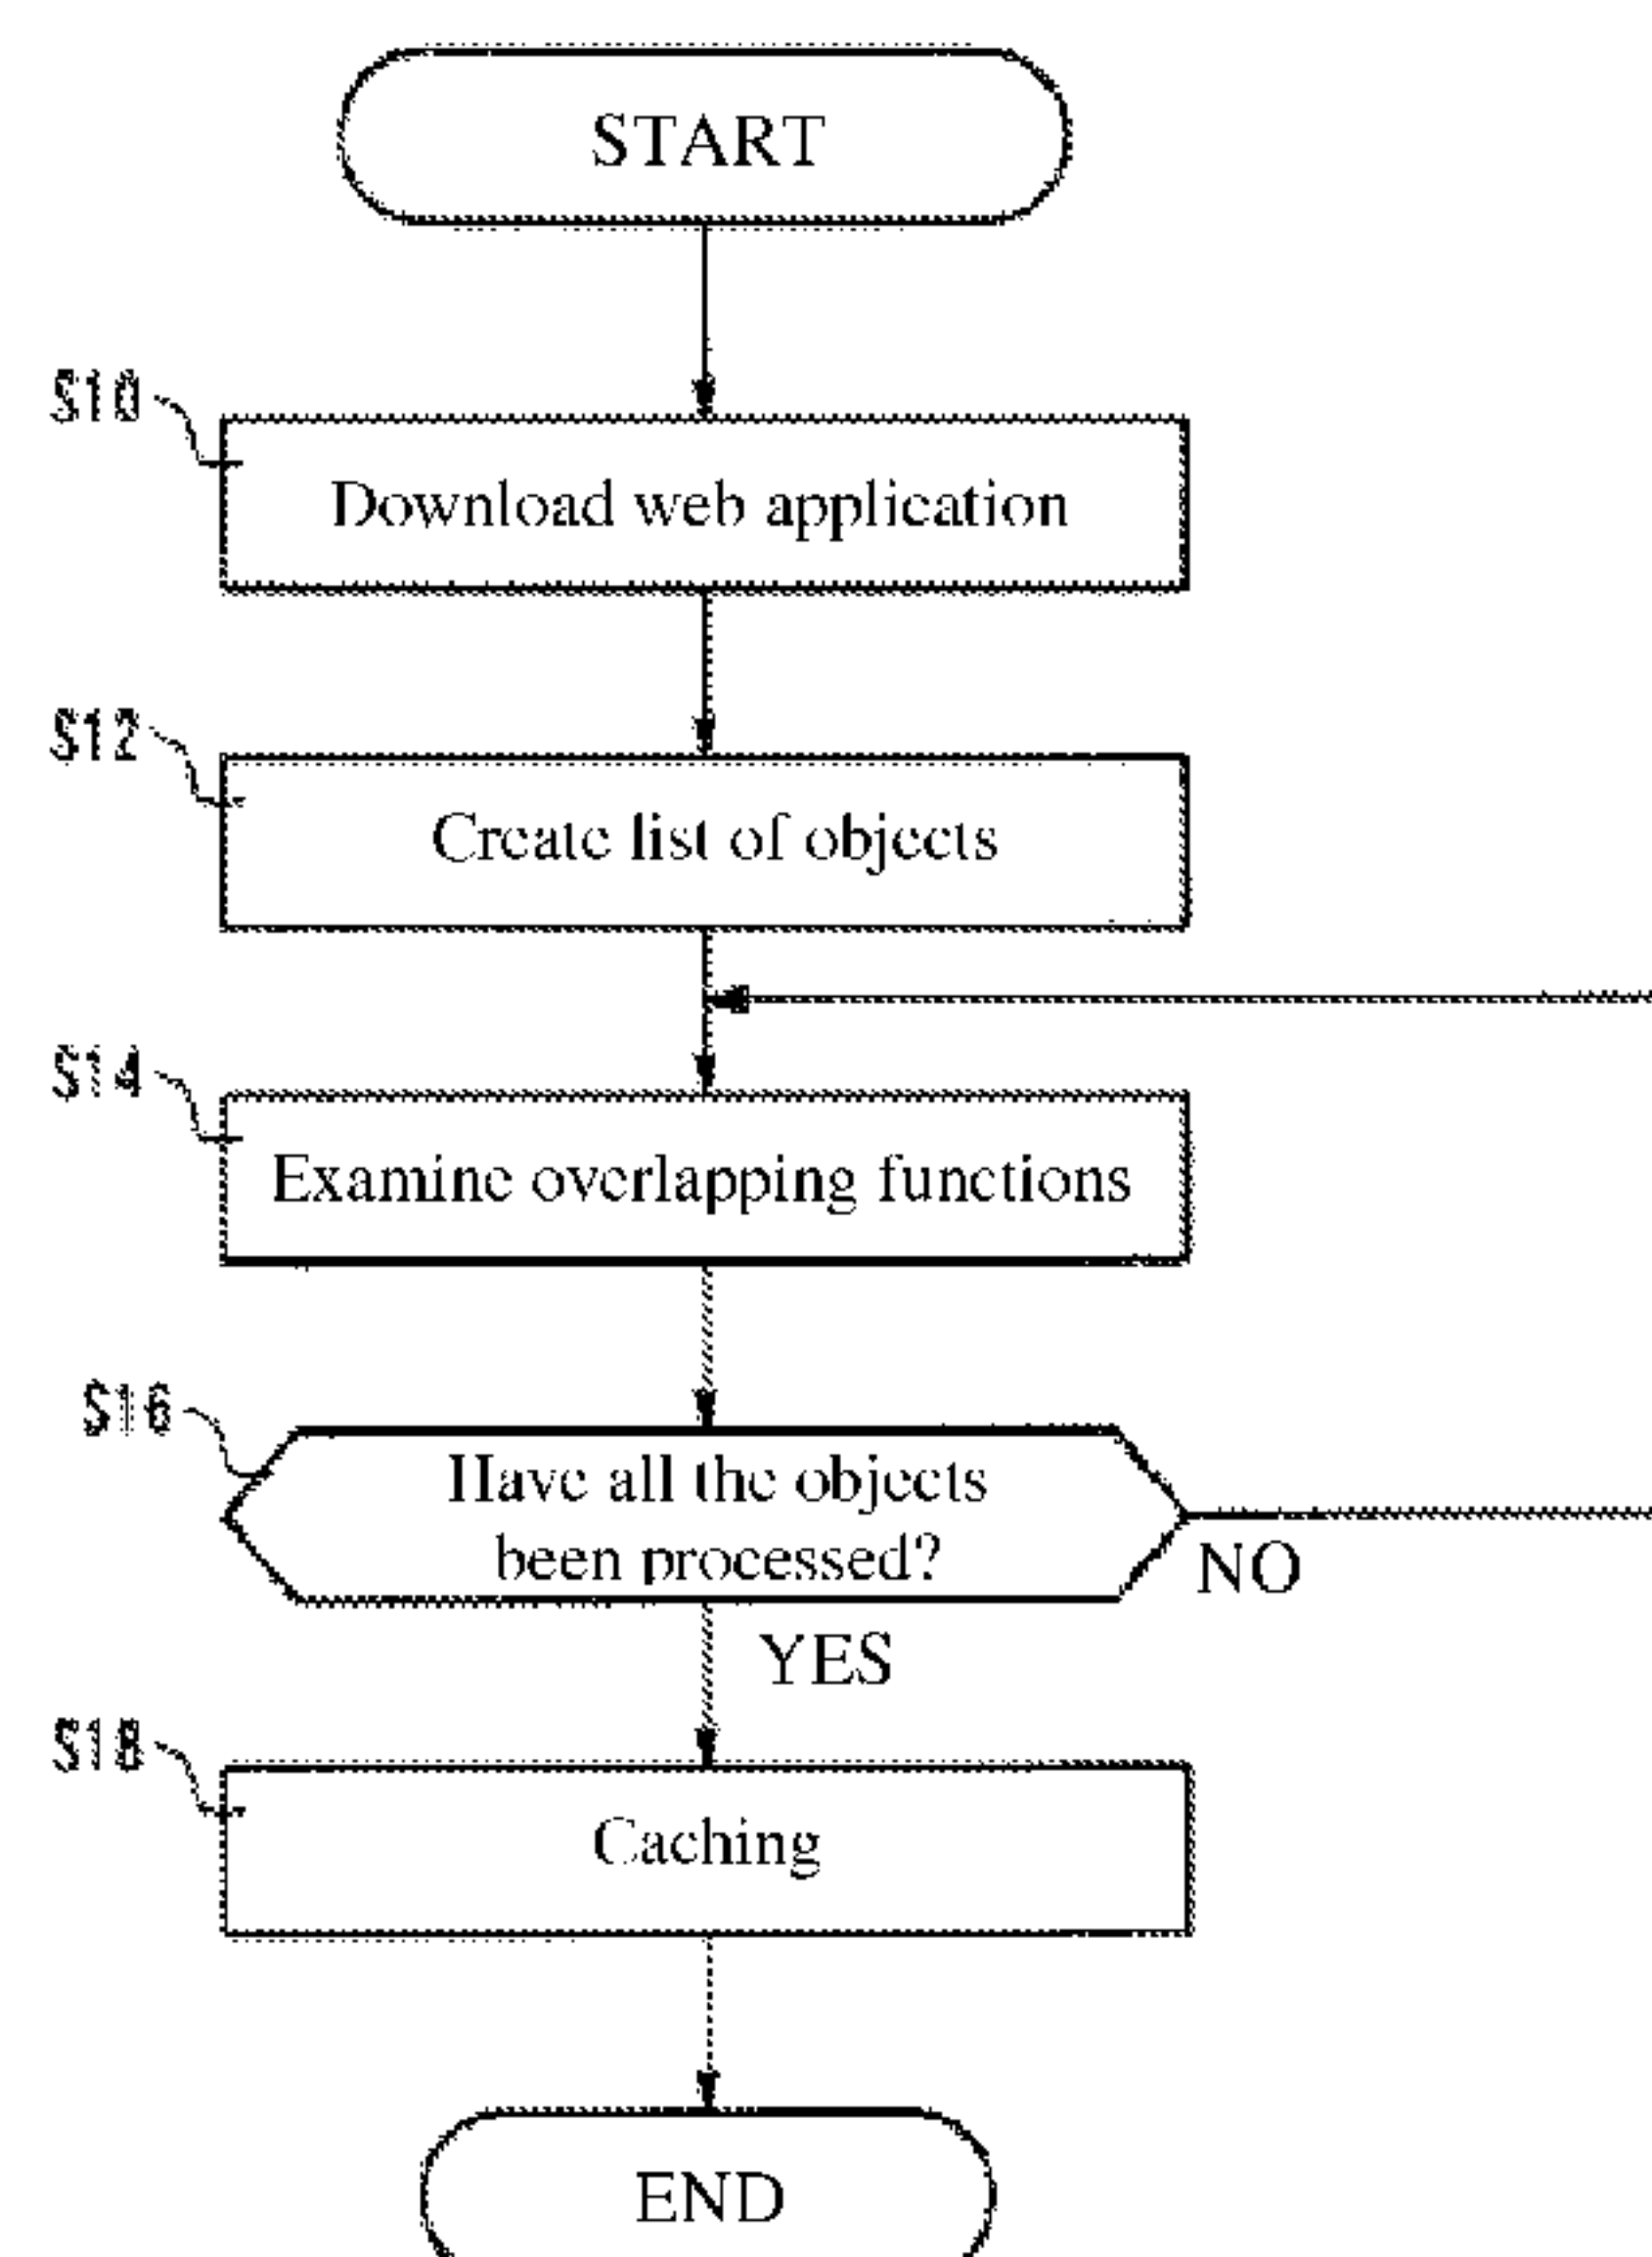 START
S10
Download web application
S12
Create list of objects
S14
Examine overlapping functions
S16
Have all the objects
been processed?
NO
YES
S18
Caching
END